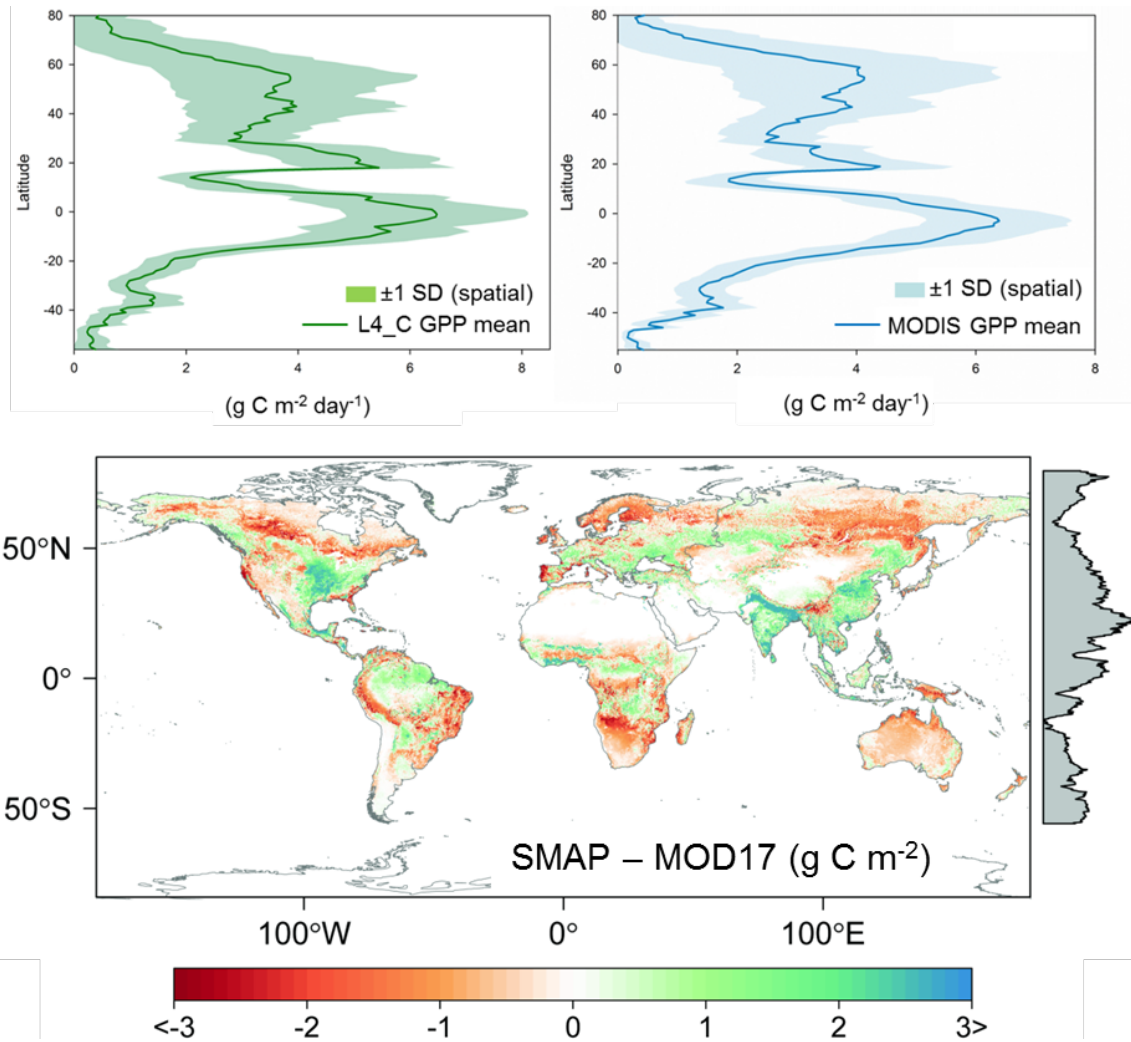 80
60
40
20
0
-20
-40
Latitude
±1 SD (spatial)
L4_C GPP mean
0 2 4 6 8
(g C m-2 day-1)
80
60
40
20
0
-20
-40
Latitude
±1 SD (spatial)
MODIS GPP mean
0 2 4 6 8
(g C m-2 day-1)
50°N
0°
50°S
SMAP – MOD17 (g C m-2)
100°W 0° 100°E
<-3 -2 -1 0 1 2 3>